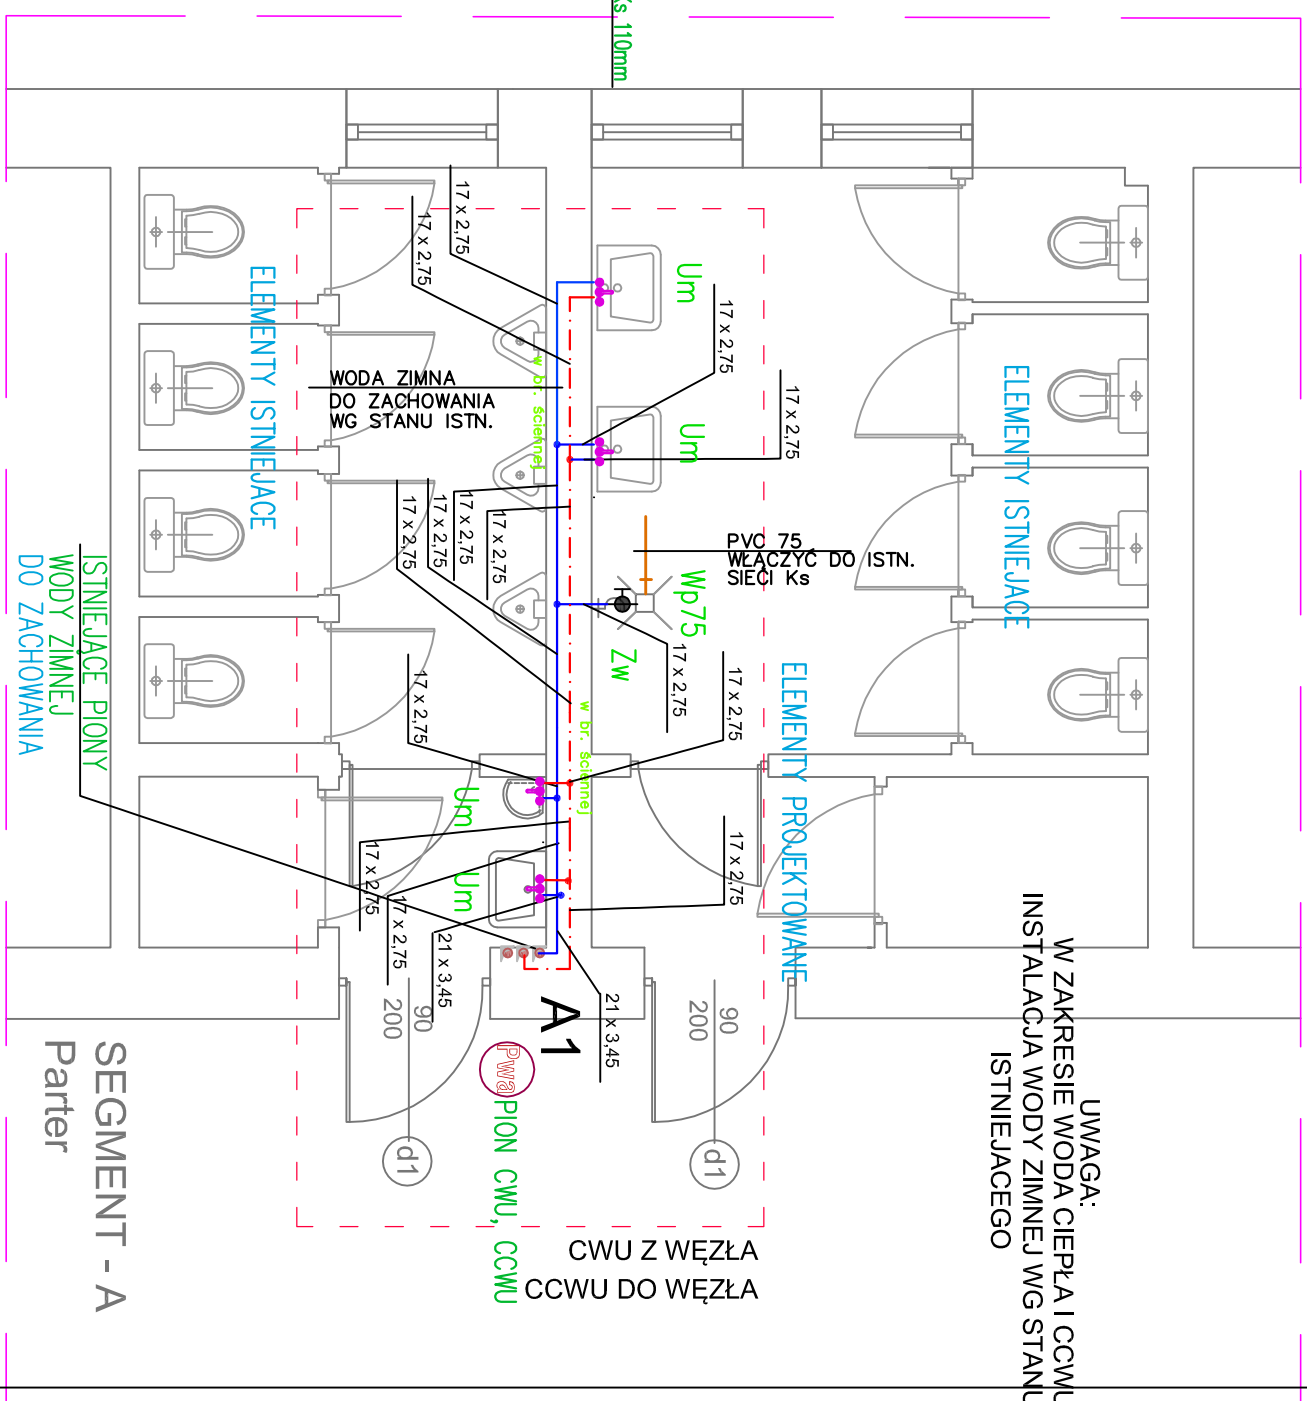 Ks 110mm
17 x 2,75
17 x 2,75
Um
17 x 2,75
ELEMENTY ISTNIEJACE
WODA ZIMNA
DO ZACHOWANIA
WG STANU ISTN.
w br. ściennej
Um
17 x 2,75
ELEMENTY ISTNIEJACE
17 x 2,75
17 x 2,75
17 x 2,75
17 x 2,75
PVC 75
WŁĄCZYĆ DO ISTN.
SIECI Ks
Wp75
Zw
17 x 2,75
17 x 2,75
17 x 2,75
ISTNIEJĄCE PIONY
WODY ZIMNEJ
DO ZACHOWANIA
ELEMENTY PROJEKTOWANE
w br. ściennej
Um
Um
17 x 2,75
17 x 2,75
21 x 3,45
17 x 2,75
21 x 3,45
90
200
90
200
A1
Pwa
PION CWU, CCWU
d1
d1
CWU Z WĘZŁA
CCWU DO WĘZŁA
UWAGA:
W ZAKRESIE WODA CIEPŁA I CCWU
INSTALACJA WODY ZIMNEJ WG STANU
ISTNIEJACEGO
SEGMENT - A
Parter